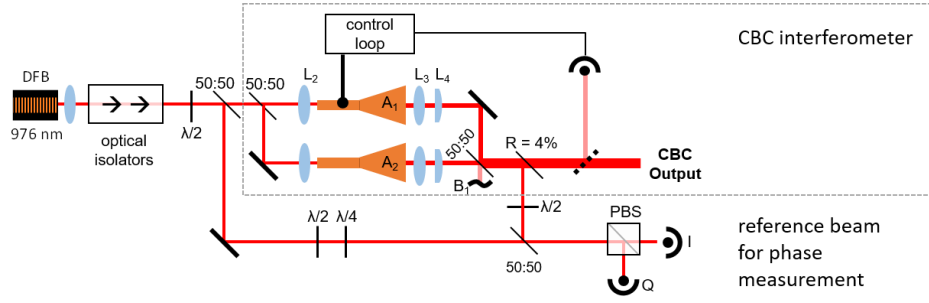 control
loop
CBC interferometer
DFB
976 nm
optical
isolators
λ/2
50:50
50:50
L2
A1
L3
L4
A2
50:50
B1
R = 4%
CBC
Output
λ/2
λ/2
λ/4
50:50
PBS
I
Q
reference beam
for phase
measurement